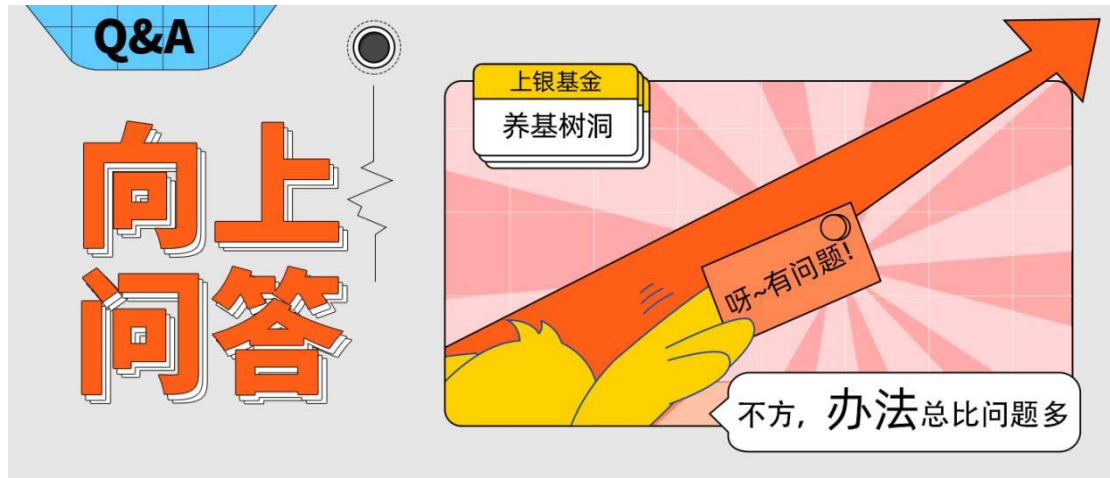 Q&A
向上
问答
上银基金
养基树洞
呀~有问题!
不方，办法总比问题多